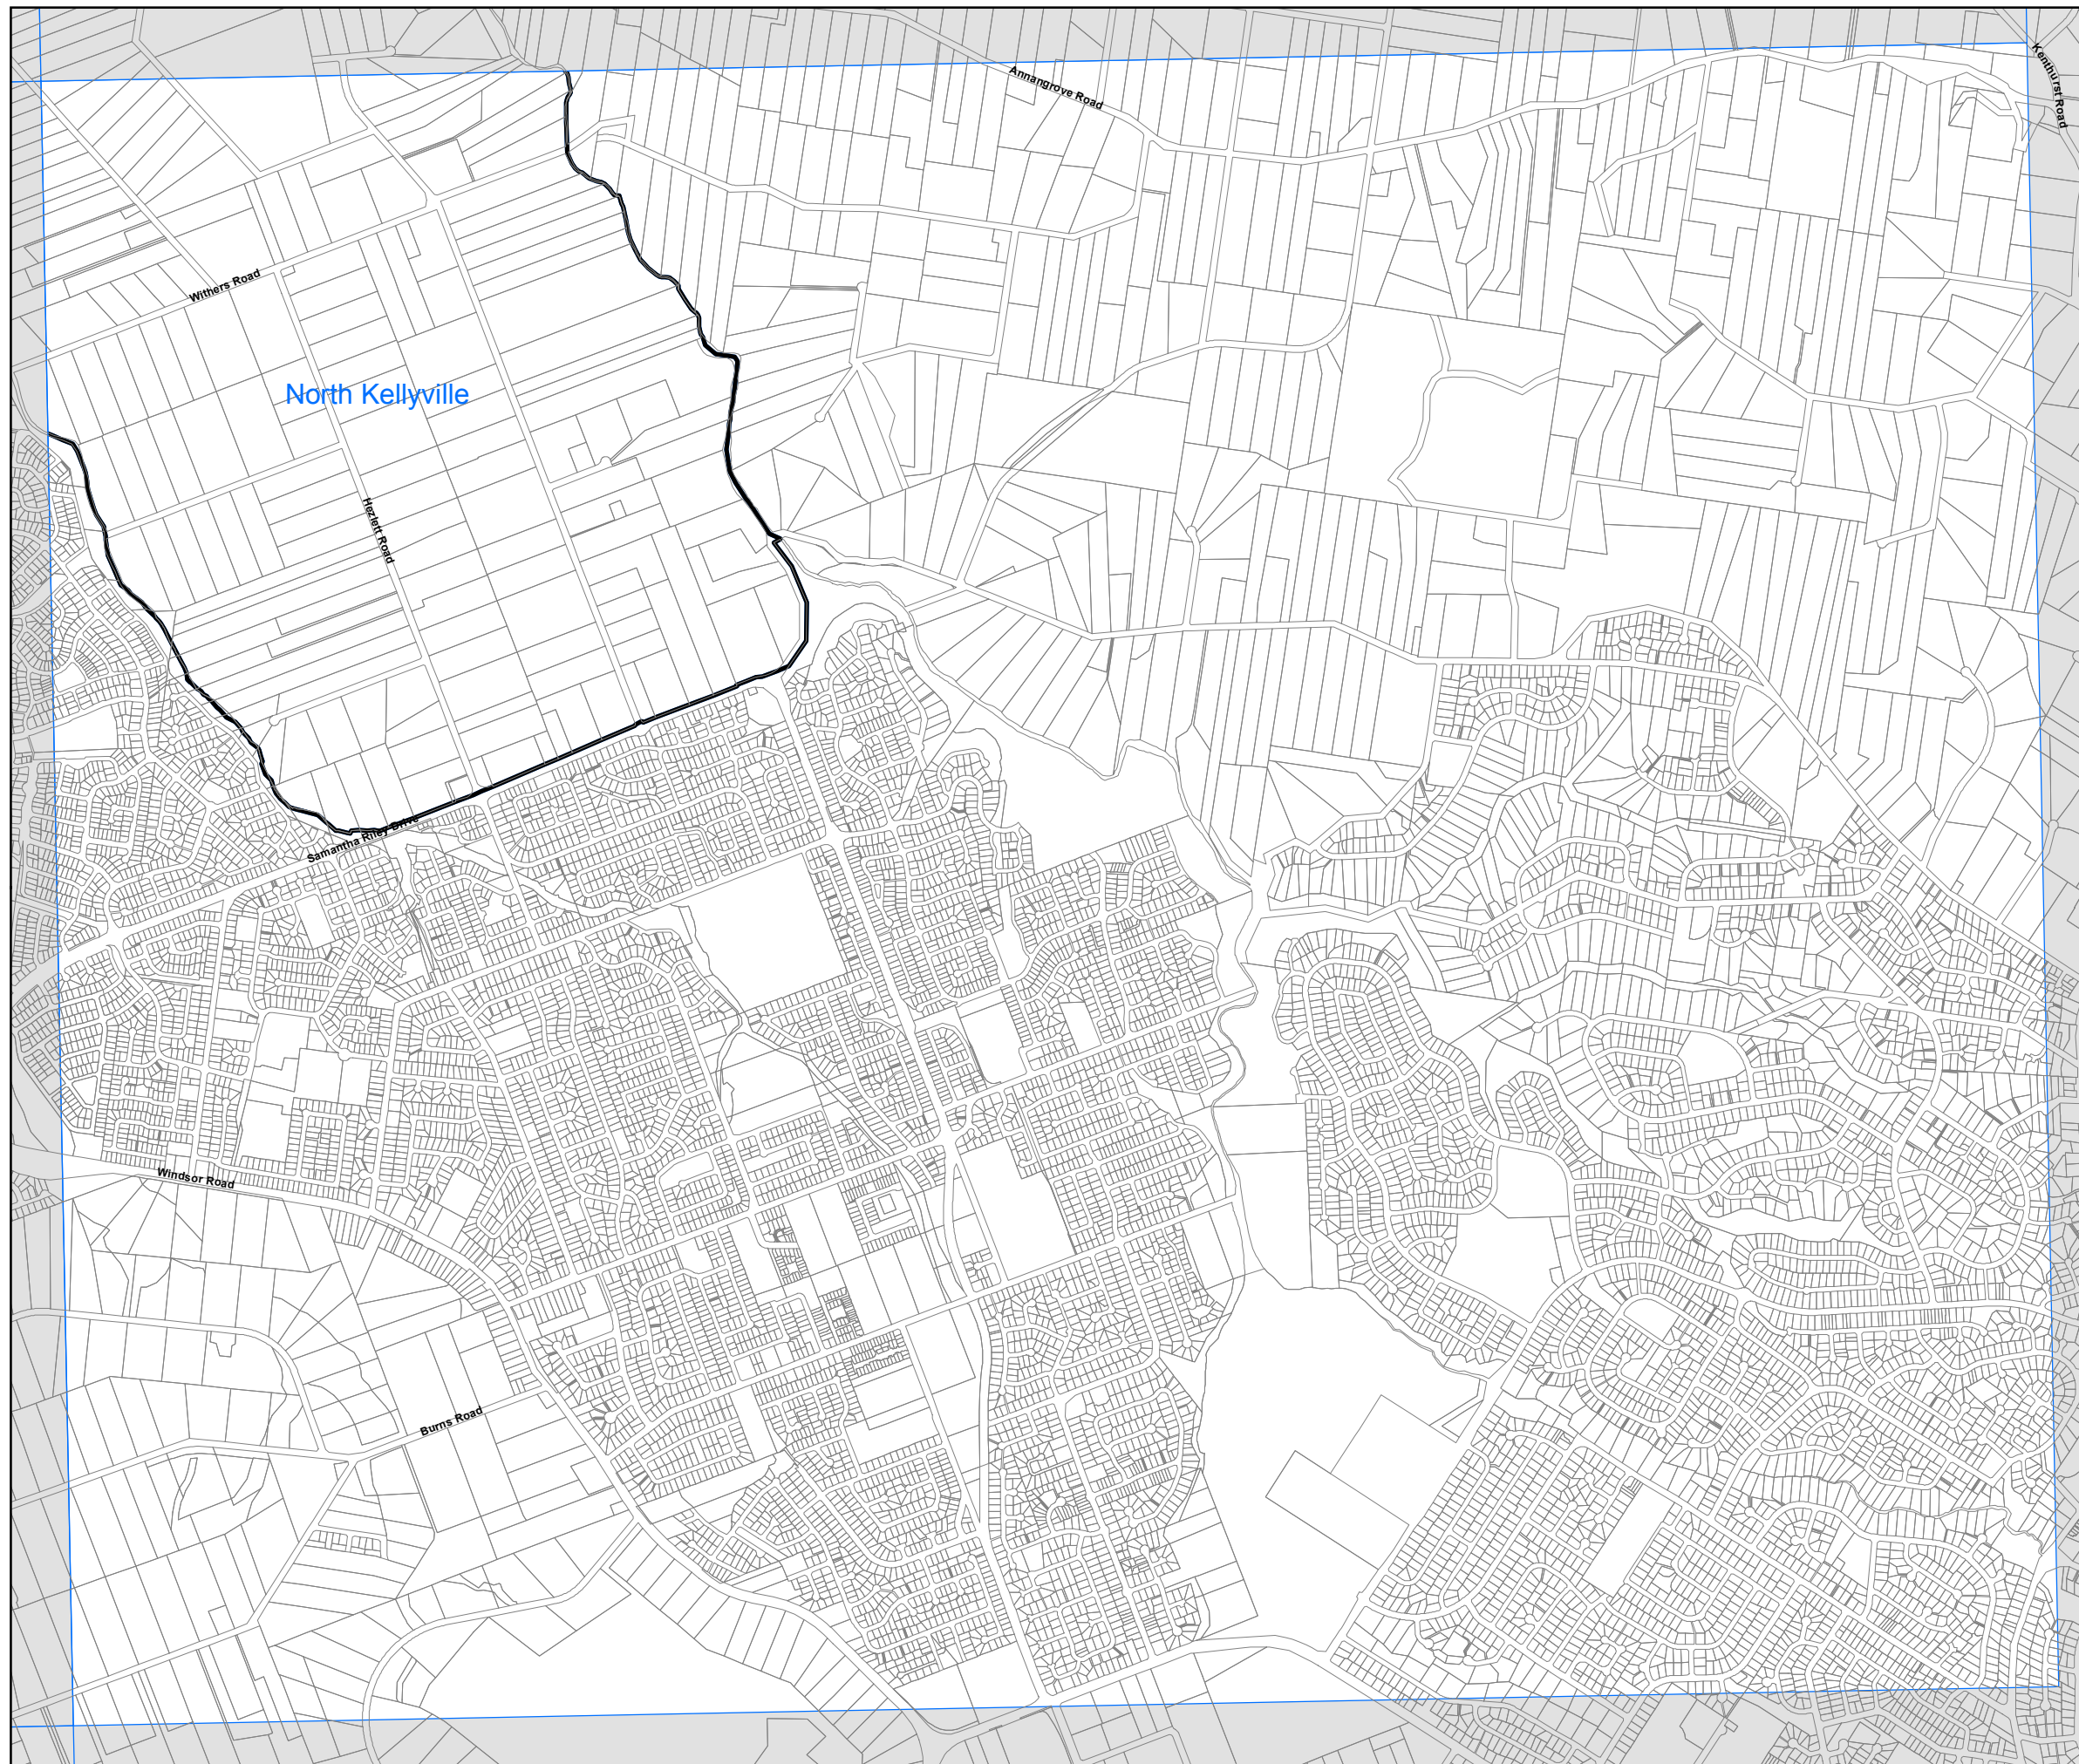 Kenthurst Road
Annangrove Road
Withers Road
North Kellyville
Hezlett Road
Samantha Riley Drive
Windsor Road
Burns Road